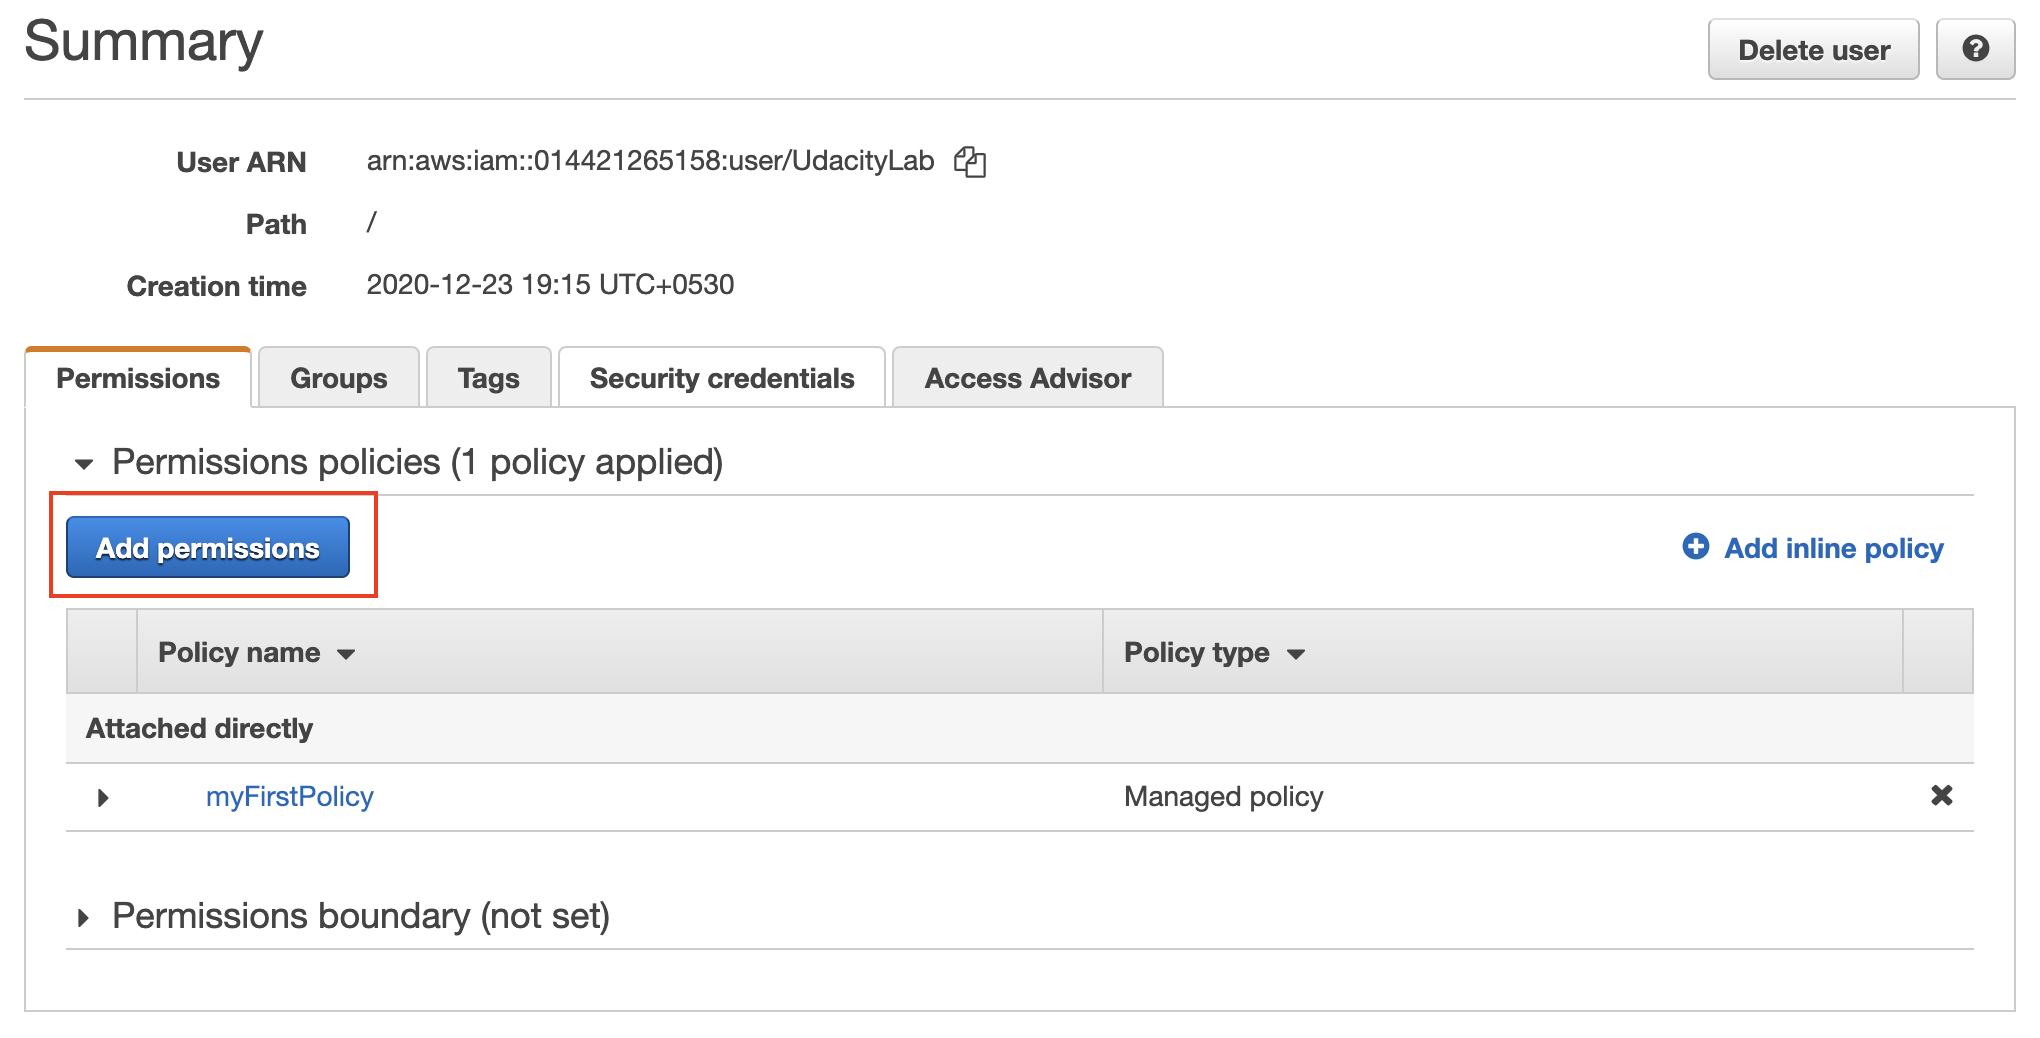 Summary
Delete user
User ARN arn:aws:iam::014421265158:user/UdacityLab
Path /
Creation time 2020-12-23 19:15 UTC+0530
Permissions Groups Tags Security credentials Access Advisor
Permissions policies (1 policy applied)
Add permissions Add inline policy
Policy name Policy type
Attached directly
myFirstPolicy Managed policy
Permissions boundary (not set)